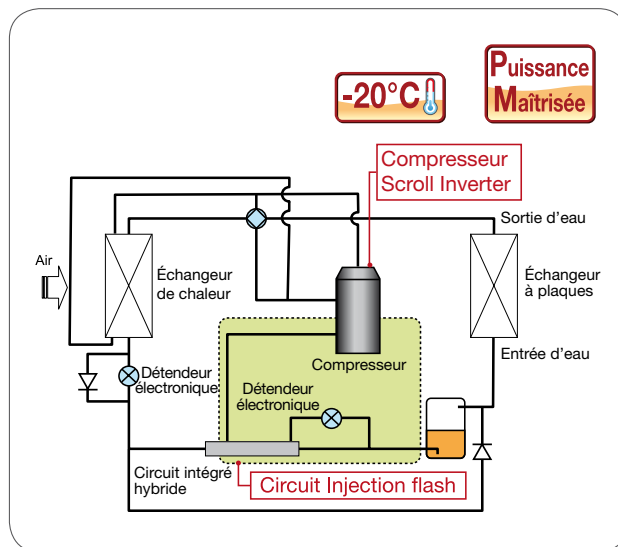 -20°C
Puissance
Maîtrisée
Compresseur
Scroll Inverter
Sortie d'eau
Air
Échangeur
de chaleur
Échangeur
à plaques
Compresseur
Entrée d'eau
Détendeur
électronique
Détendeur
électronique
Circuit intégré
hybride
Circuit Injection flash